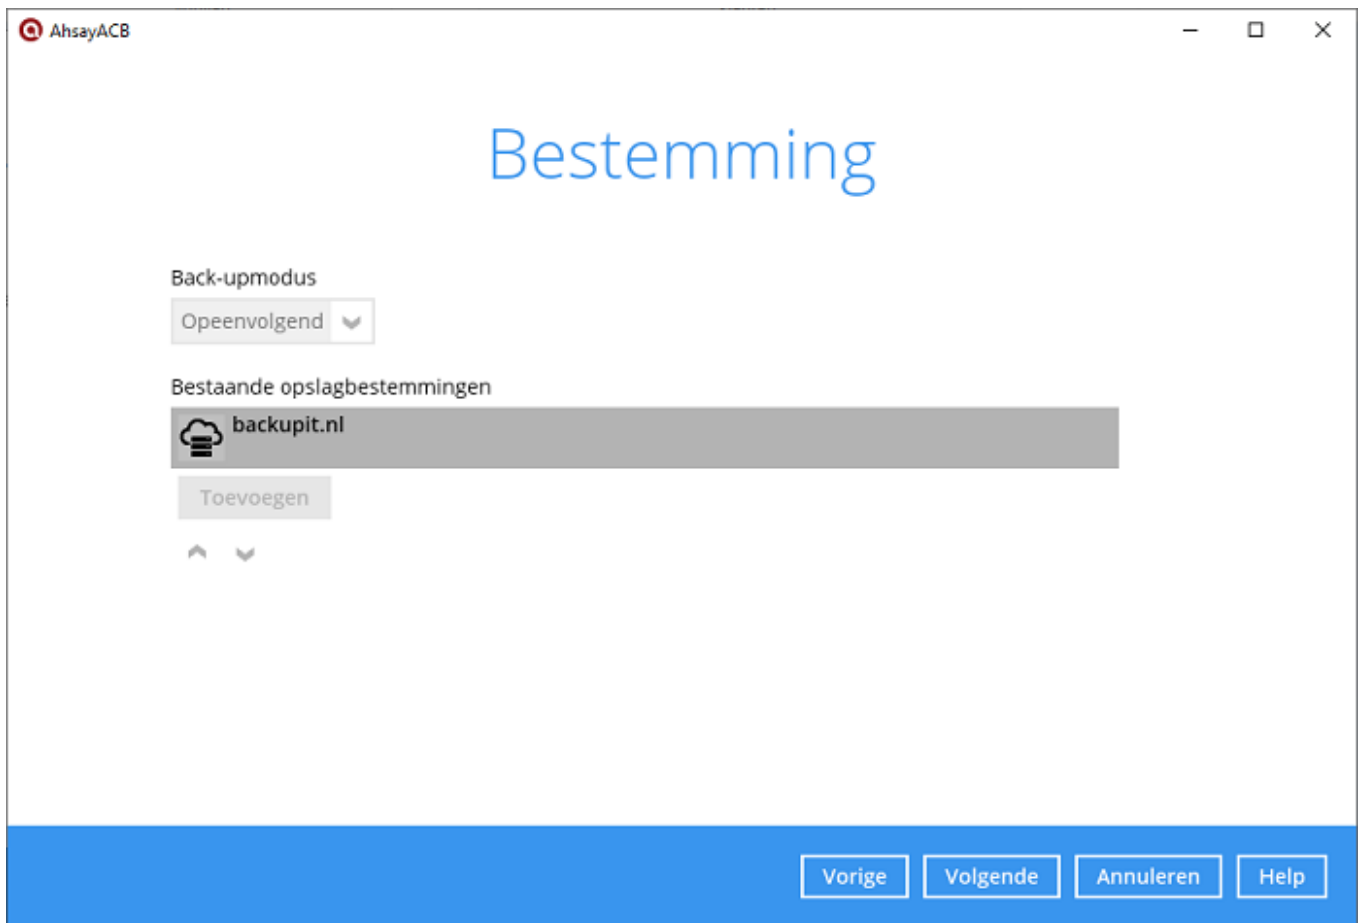 AhsayACB
Bestemming
Back-upmodus
Opeenvolgend
Bestaande opslagbestemmingen
backupit.nl
Toevoegen
Vorige
Volgende
Annuleren
Help